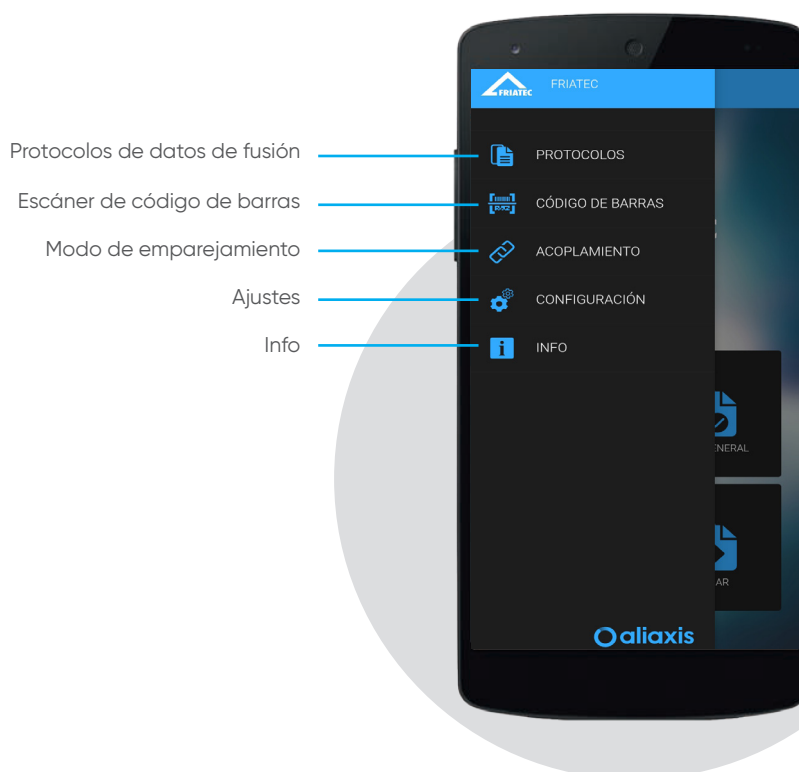 FRIATEC
FRIATEC
Protocolos de datos de fusión
PROTOCOLOS
Escáner de código de barras
CÓDIGO DE BARRAS
Modo de emparejamiento
ACOPLAMIENTO
Ajustes
CONFIGURACIÓN
Info
INFO
ENERAL
AR
aliaxis